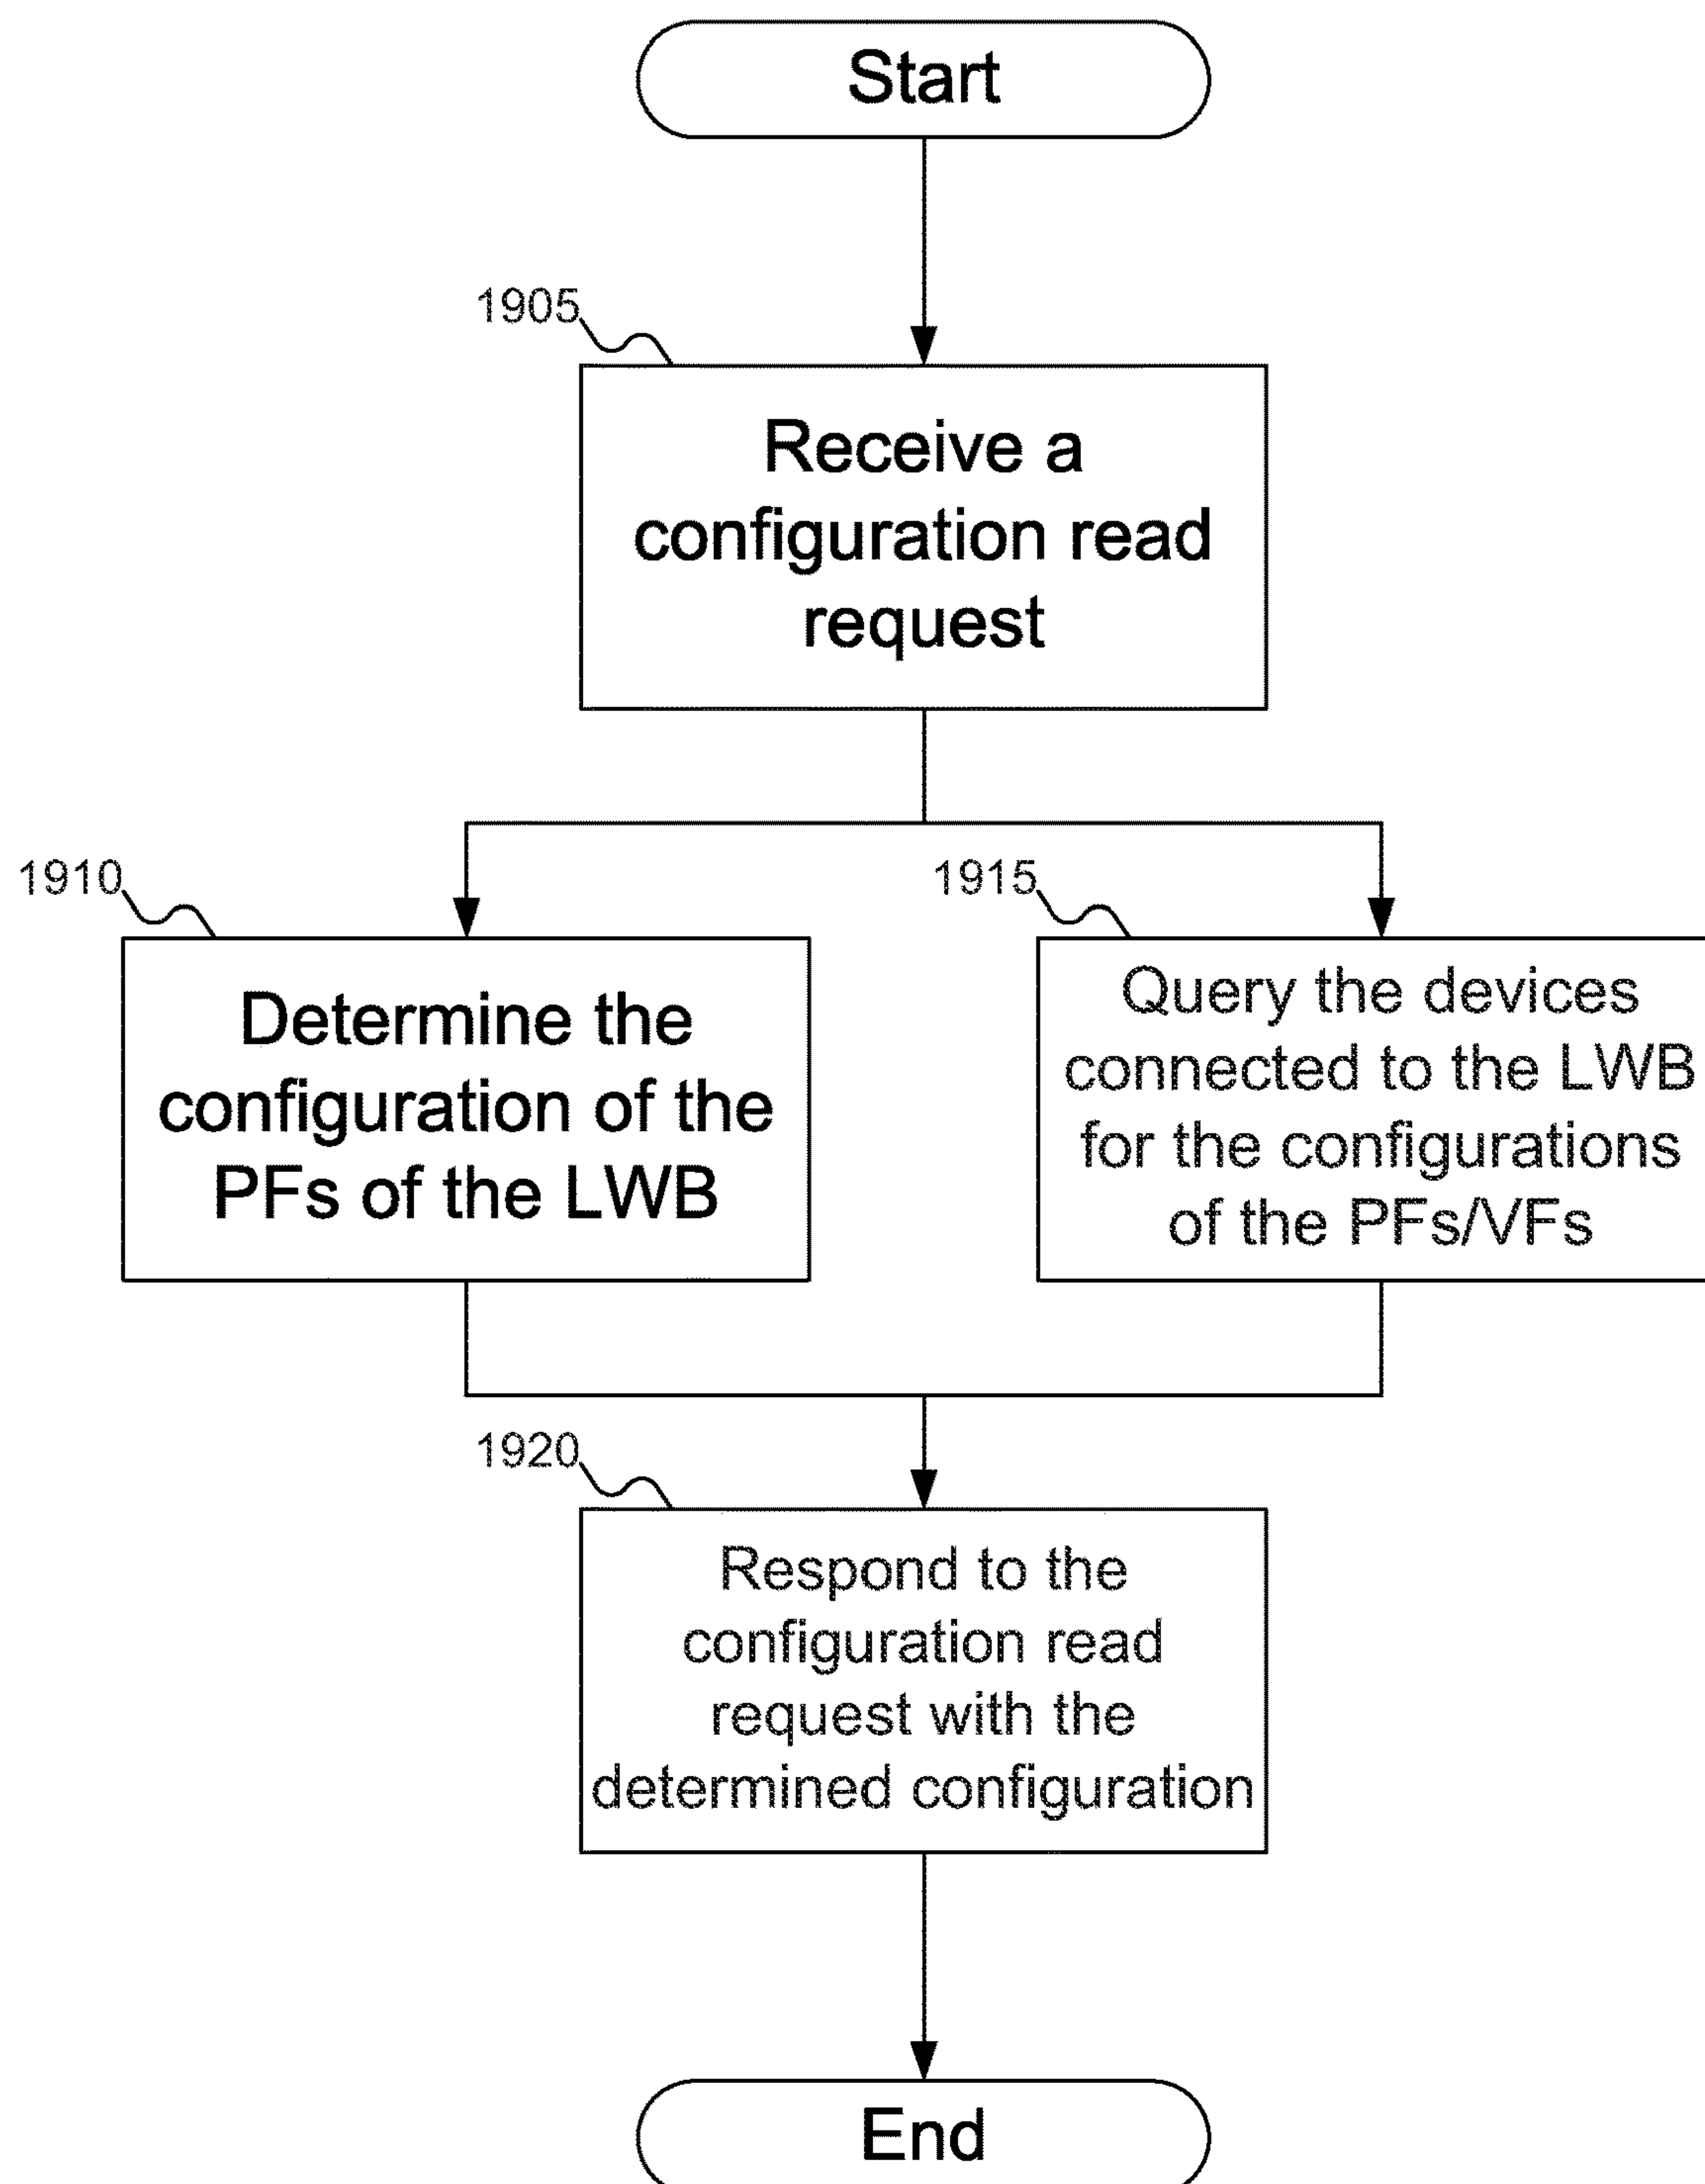 Start
1905
Receive a
configuration read
request
1910
Determine the
configuration of the
PFs of the LWB
1915
Query the devices
connected to the LWB
for the configurations
of the PFs/VFs
1920
Respond to the
configuration read
request with the
determined configuration
End